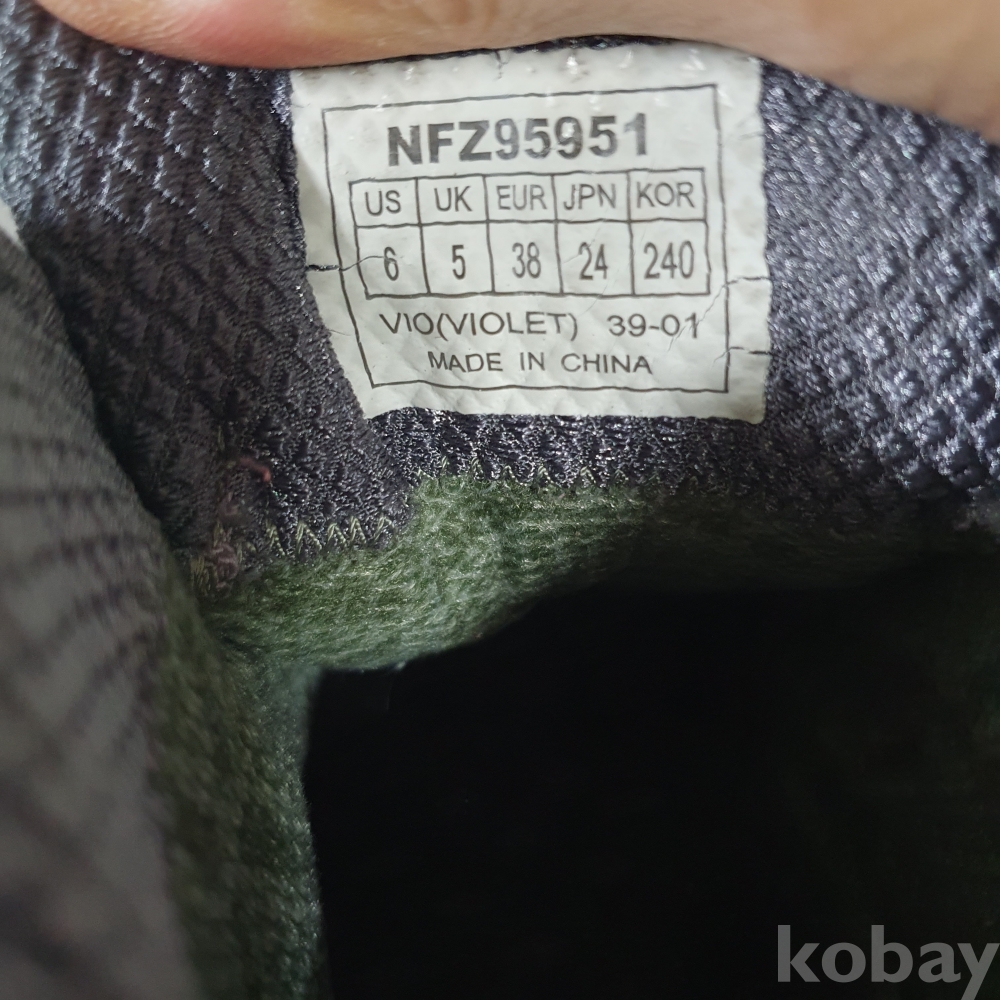 NFZ95951
US UK EUR JPN KOR
6 5 38 24 240
VIO(VIOLET) 39-01
MADE IN CHINA
kobay